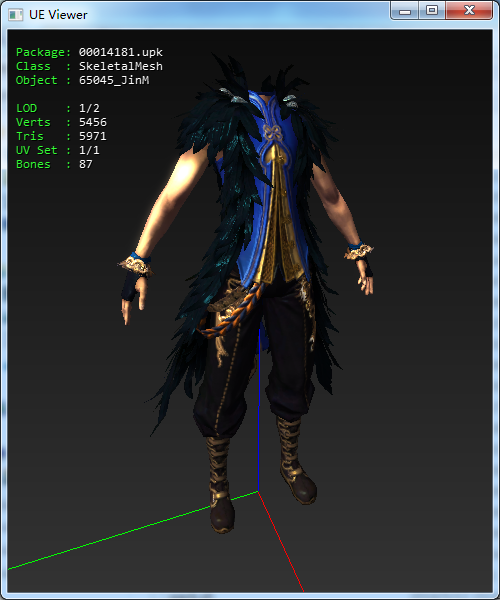 UE Viewer
Package: 00014181.upk
Class : SkeletalMesh
Object : 65045_JinM
LOD : 1/2
Verts : 5456
Tris : 5971
UV Set : 1/1
Bones : 87